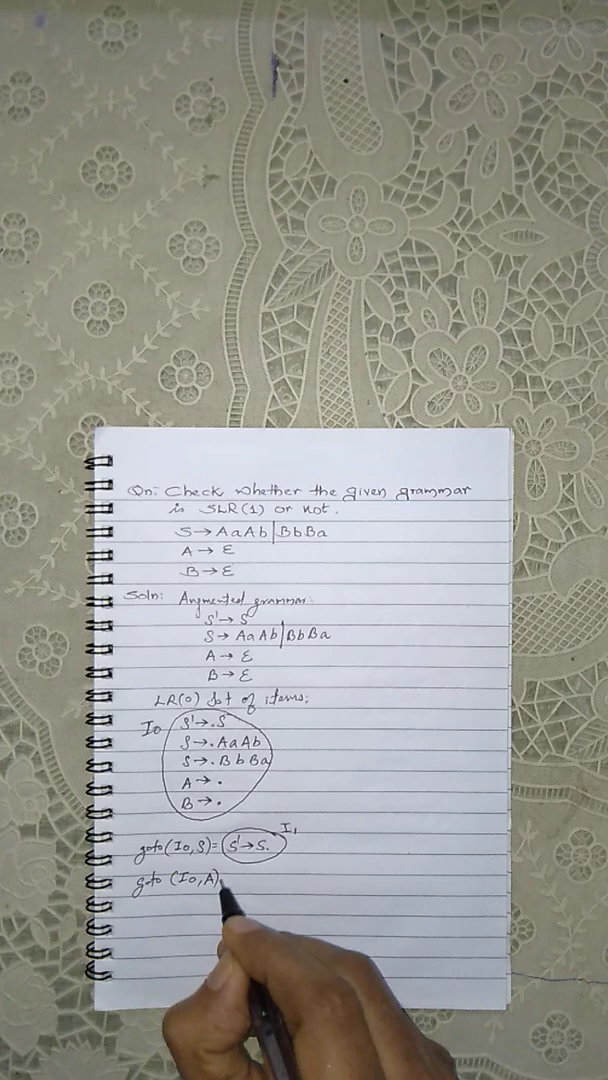 Qn: Check whether the given grammar
is SLR(1) or not.
S → AaAb | BbBa
A → ε
B → ε
Soln: Augmented grammar:
S' → S
S → AaAb | BbBa
A → ε
B → ε
LR(0) set of items:
I0 S' → .S
S → .AaAb
S → .BbBa
A → .
B → .
goto (I0, S) = S' → S. I1
goto (I0, A)